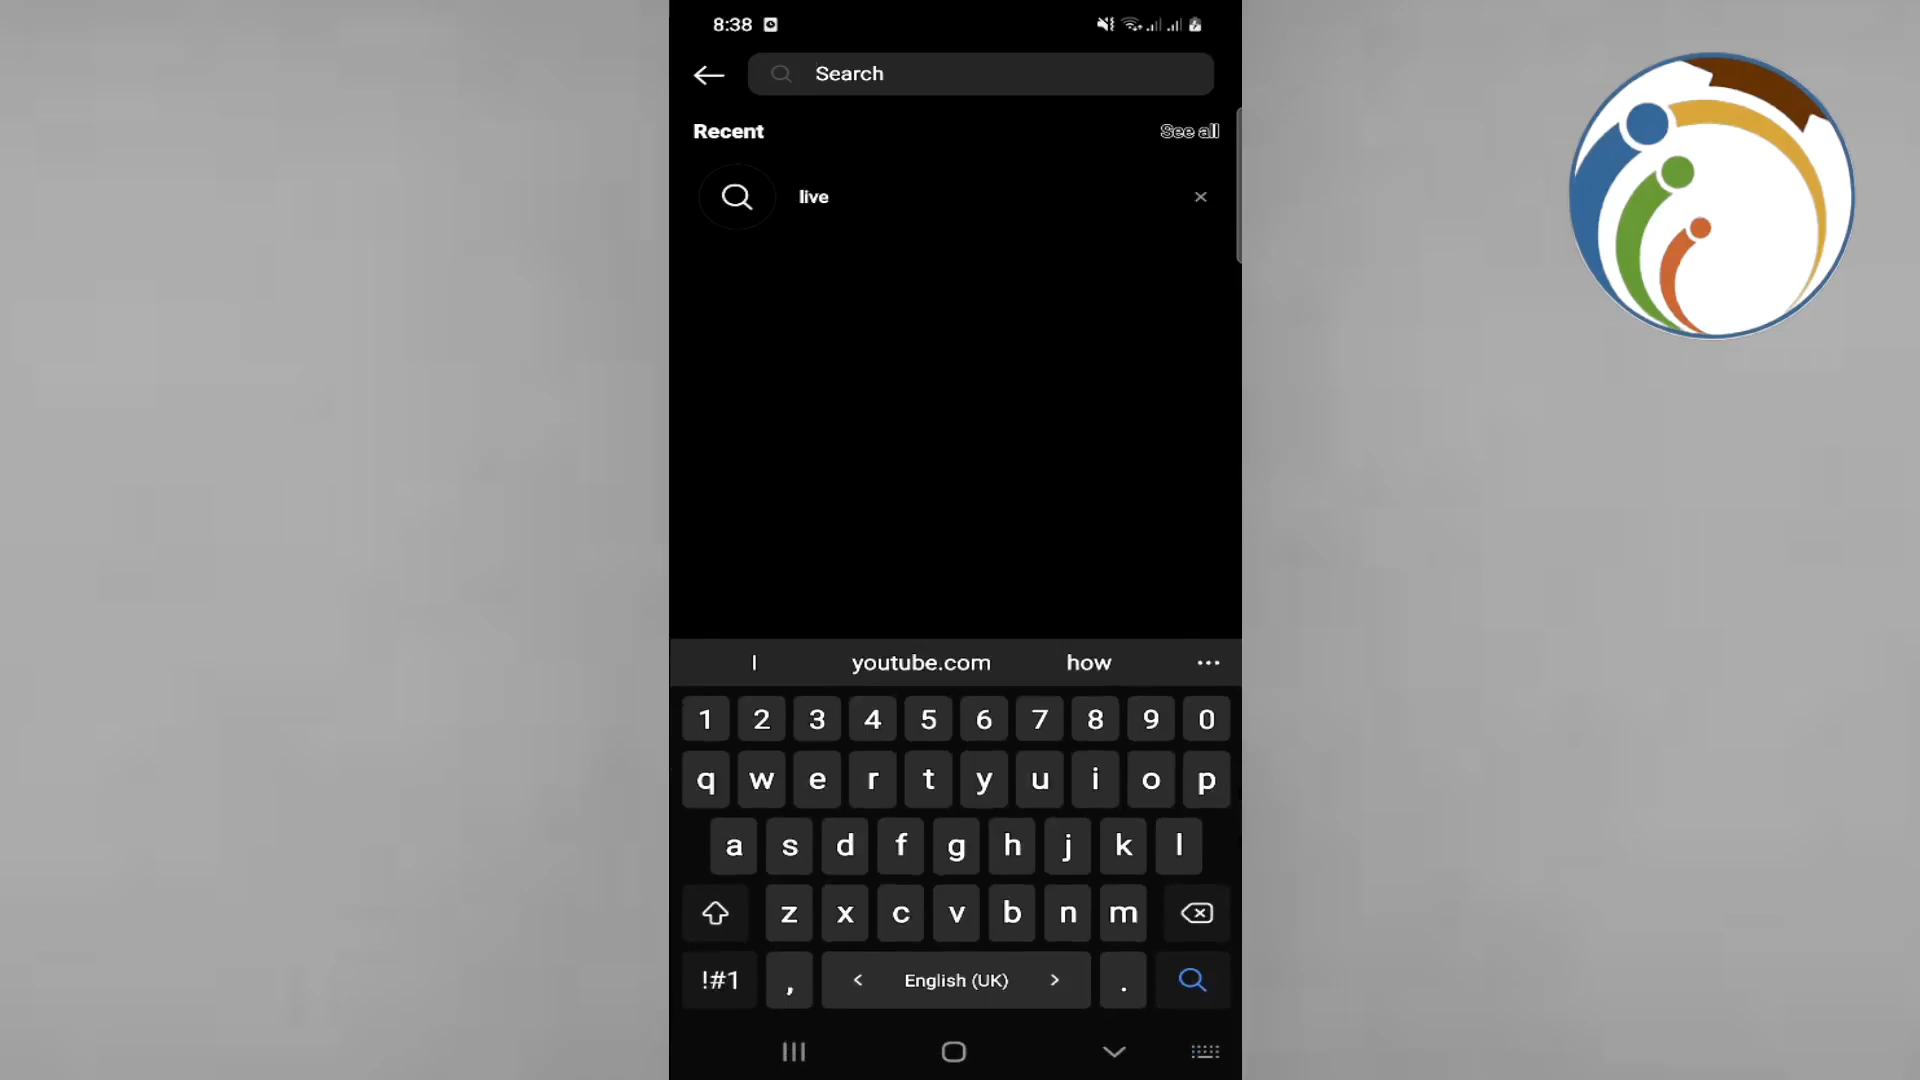 8:38
Search
Recent See all
live
I youtube.com how ...
1 2 3 4 5 6 7 8 9 0
q w e r t y u i o p
a s d f g h j k l
z x c v b n m
!#1 , < English (UK) > .